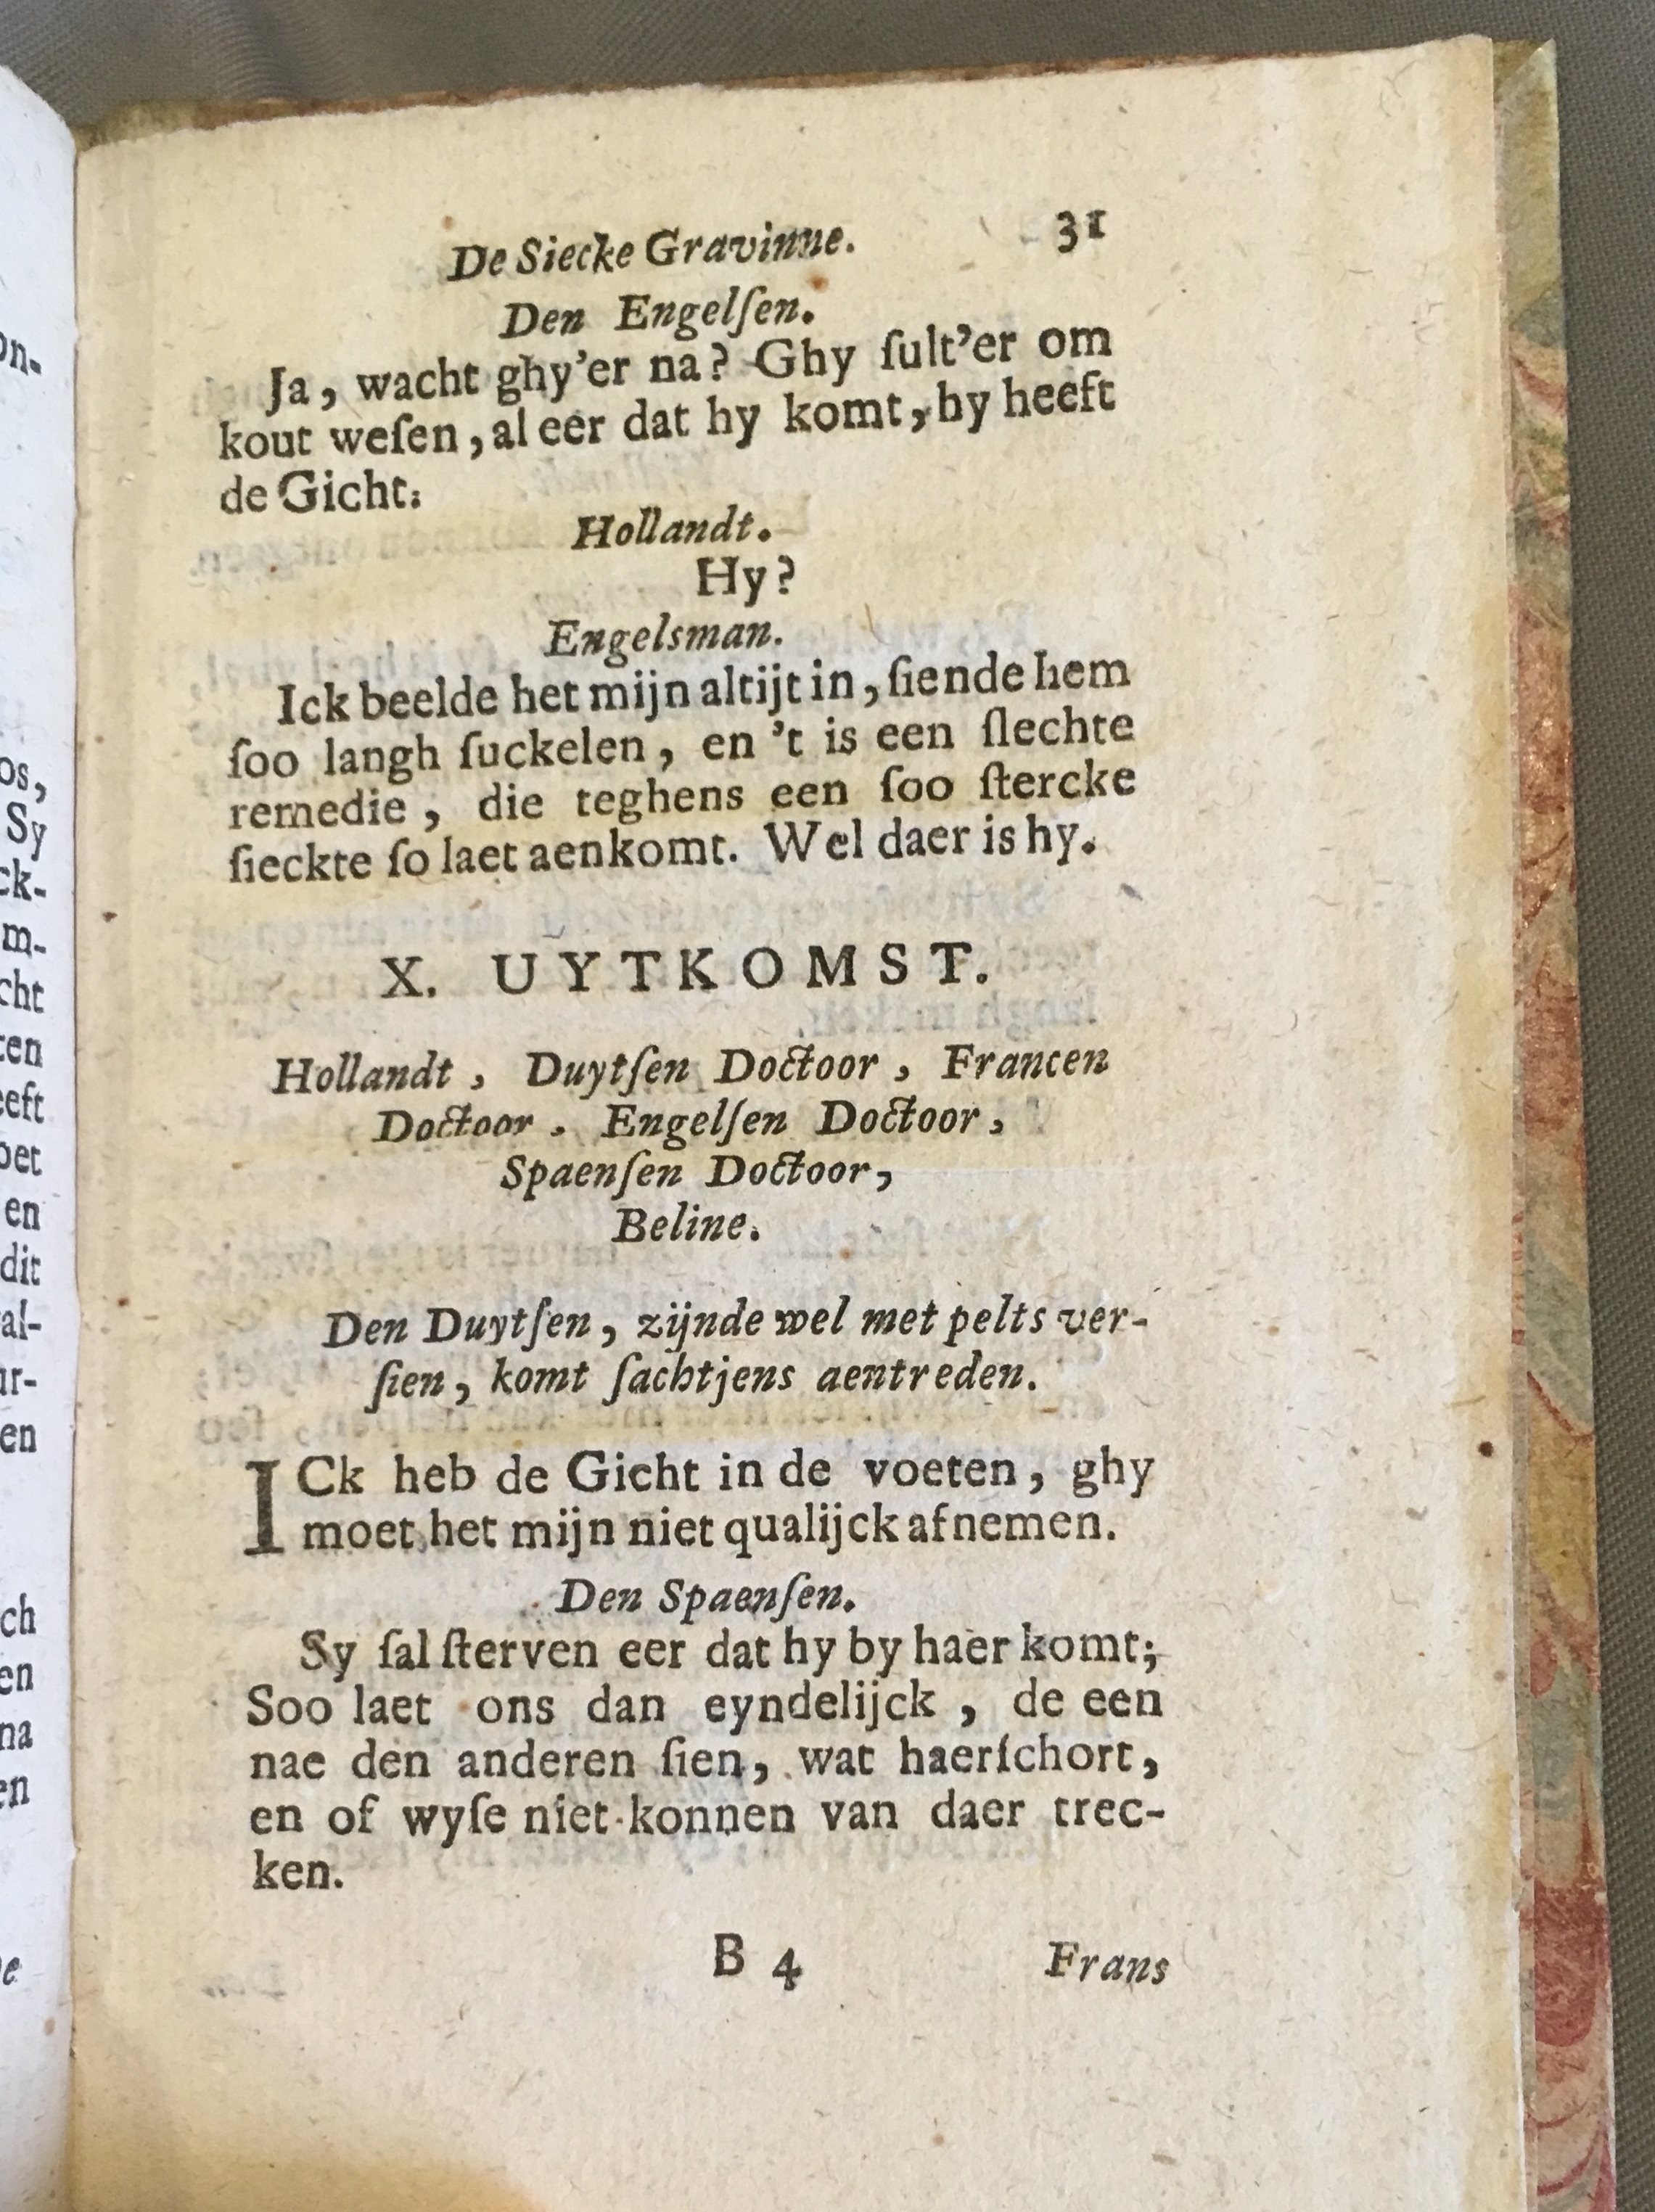 De Siecke Gravinne. 31
Den Engelſen.
Ja, wacht ghy'er na? Ghy ſult'er om
kout weſen, al eer dat hy komt, hy heeft
de Gicht.
Hollandt.
Hy?
Engelsman.
Ick beelde het mijn altijt in, ſiende hem
ſoo langh ſuckelen, en 't is een ſlechte
remedie, die teghens een ſoo ſtercke
ſieckte ſo laet aenkomt. Wel daer is hy.
X. UYTKOMST.
Hollandt, Duytſen Doctoor, Francen
Doctoor. Engelſen Doctoor,
Spaenſen Doctoor,
Beline.
Den Duytſen, zijnde wel met pelts ver-
ſien, komt ſachtjens aentreden.
ICk heb de Gicht in de voeten, ghy
moet het mijn niet qualijck afnemen.
Den Spaenſen.
Sy ſal ſterven eer dat hy by haer komt;
Soo laet ons dan eyndelijck, de een
nae den anderen ſien, wat haerſchort,
en of wyſe niet konnen van daer trec-
ken.
B 4 Frans